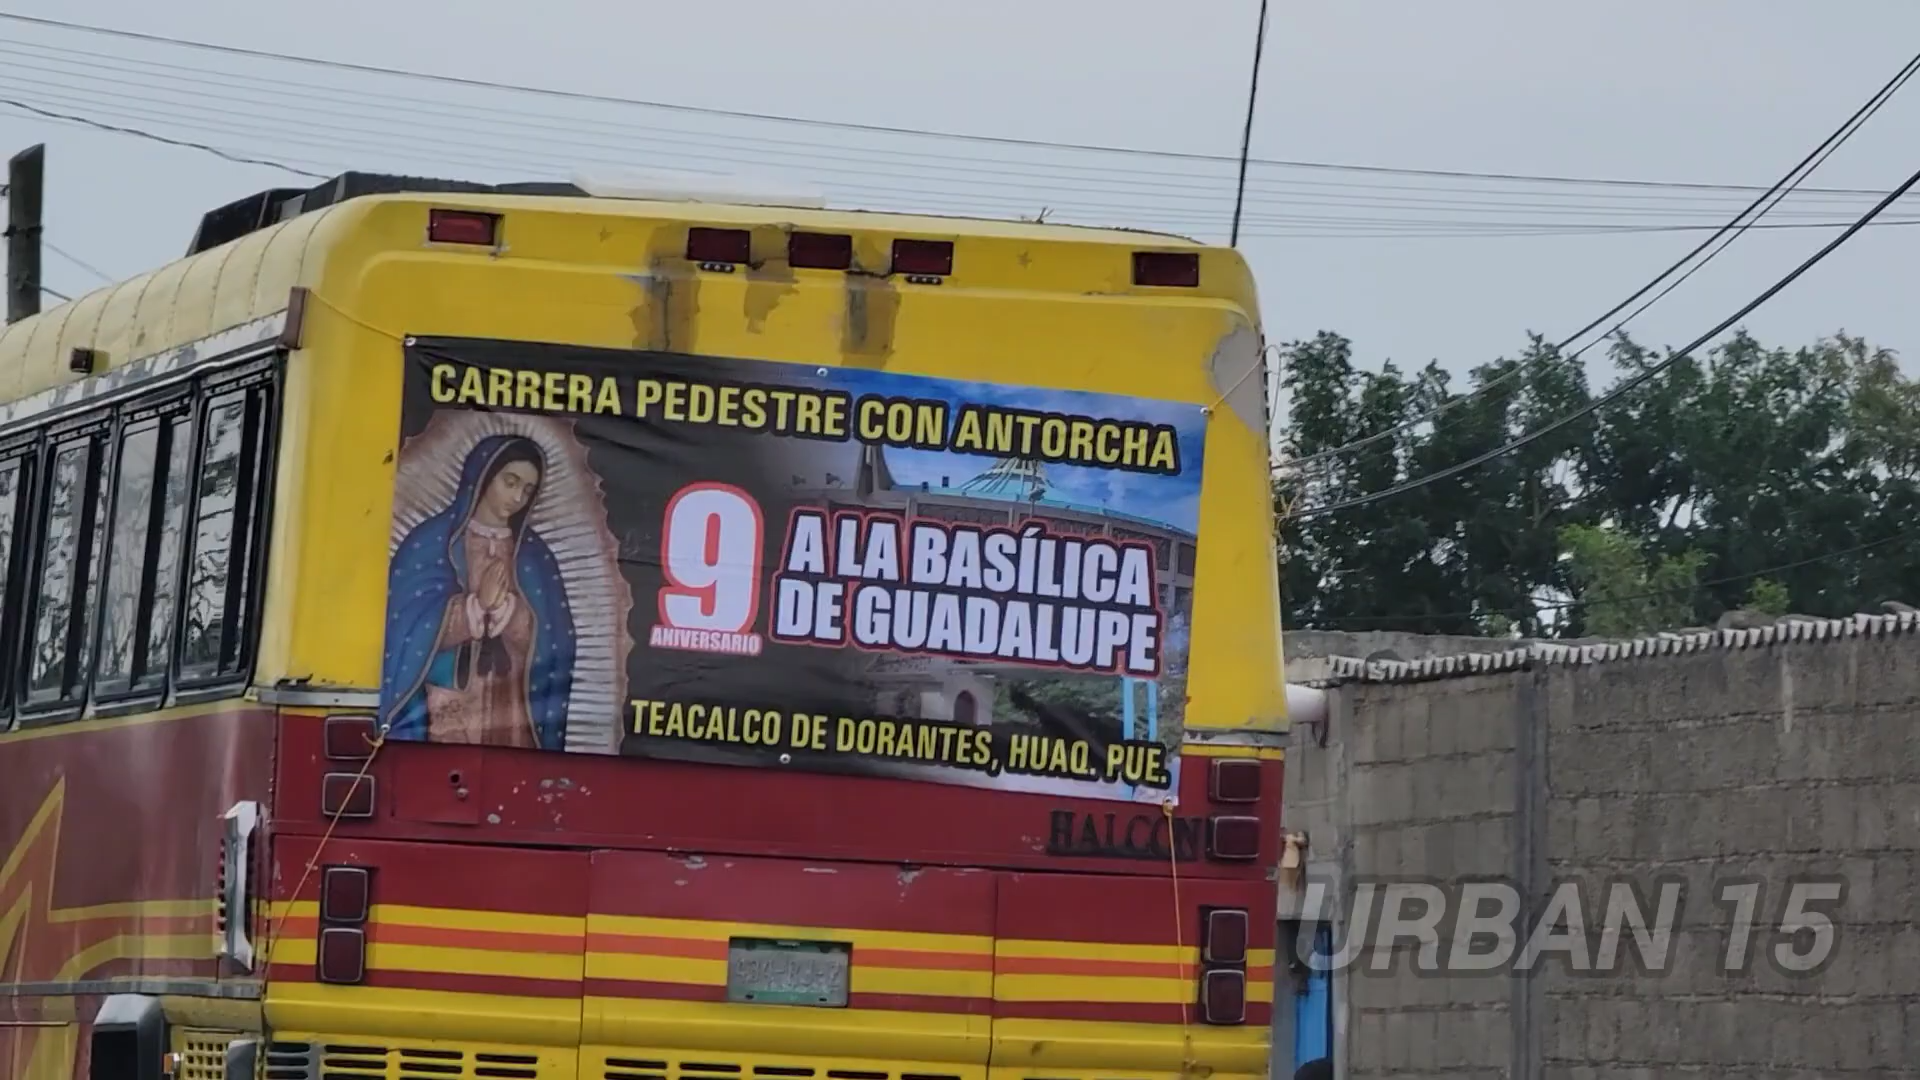 CARRERA PEDESTRE CON ANTORCHA
9
ANIVERSARIO
A LA BASÍLICA
DE GUADALUPE
TEACALCO DE DORANTES, HUAQ. PUE.
HALCON
URBAN 15